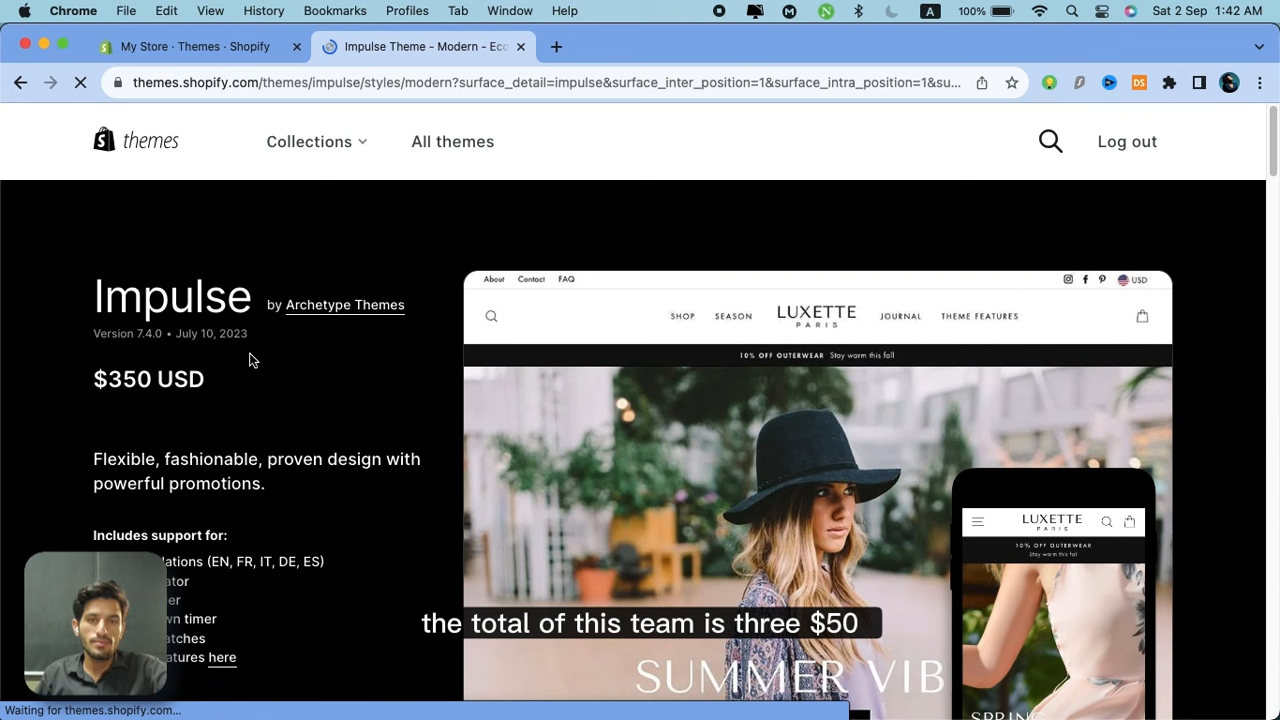 Chrome File Edit View History Bookmarks Profiles Tab Window Help A 100% Sat 2 Sep 1:42 AM
My Store · Themes · Shopify Impulse Theme - Modern - Eco
themes.shopify.com/themes/impulse/styles/modern?surface_detail=impulse&surface_inter_position=1&surface_intra_position=1&su... DS
themes Collections All themes Log out
About Contact FAQ USD
Impulse by Archetype Themes
LUXETTE
PARIS
SHOP SEASON JOURNAL THEME FEATURES
Version 7.4.0 • July 10, 2023
10% OFF OUTERWEAR Stay warm this fall
$350 USD
Flexible, fashionable, proven design with
powerful promotions.
LUXETTE
PARIS
Includes support for:
10% OFF OUTERWEAR
Stay warm this fall
lations (EN, FR, IT, DE, ES)
ator
er
wn timer
the total of this team is three $50
atches
atures here
SUMMER VIB
SPRIN
Waiting for themes.shopify.com...